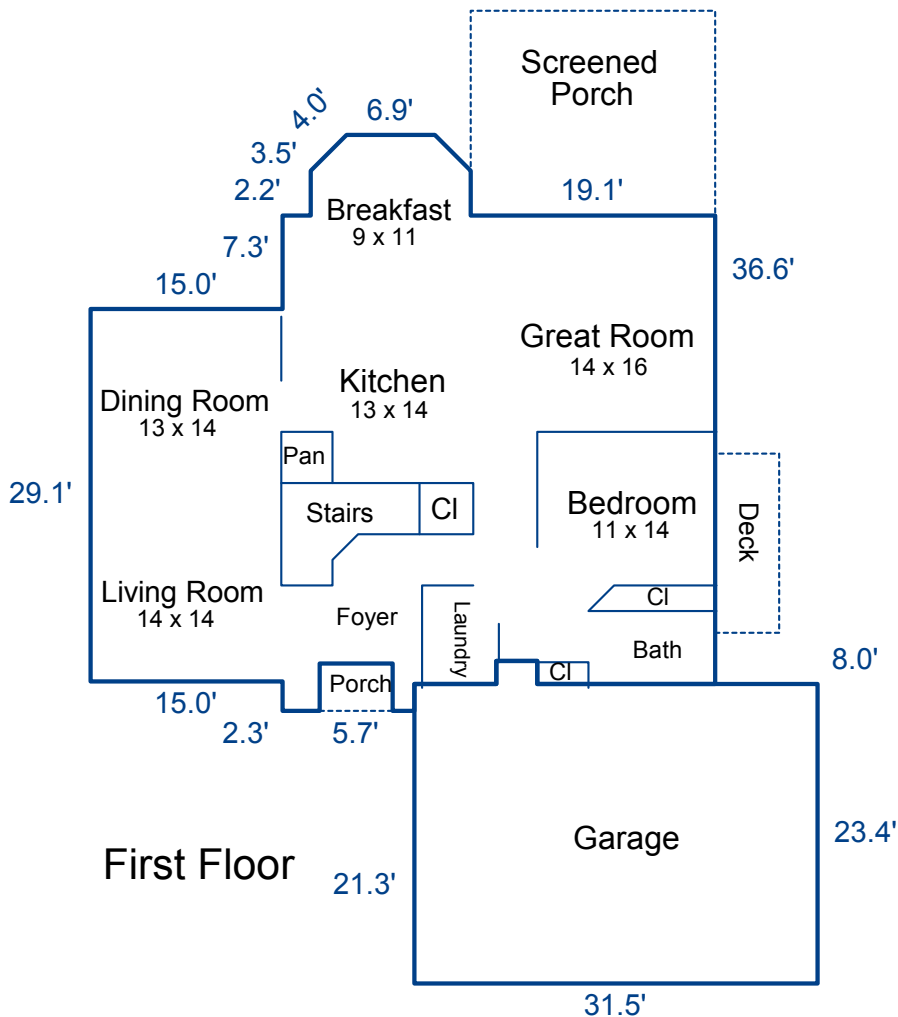 Screened
Porch
4.0'
6.9'
3.5'
2.2'
19.1'
Breakfast
9 x 11
7.3'
36.6'
15.0'
Great Room
14 x 16
Kitchen
13 x 14
Dining Room
13 x 14
Pan
29.1'
Stairs
Cl
Bedroom
11 x 14
Deck
Living Room
14 x 14
Foyer
Laundry
Cl
Bath
8.0'
Porch
Cl
15.0'
2.3'
5.7'
Garage
23.4'
First Floor
21.3'
31.5'